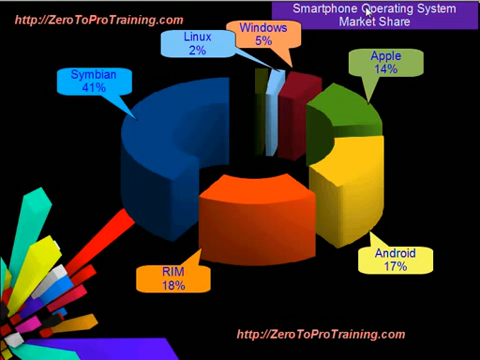 http://ZeroToProTraining.com
Smartphone Operating System
Market Share
Linux
2%
Windows
5%
Apple
14%
Symbian
41%
Android
17%
RIM
18%
http://ZeroToProTraining.com